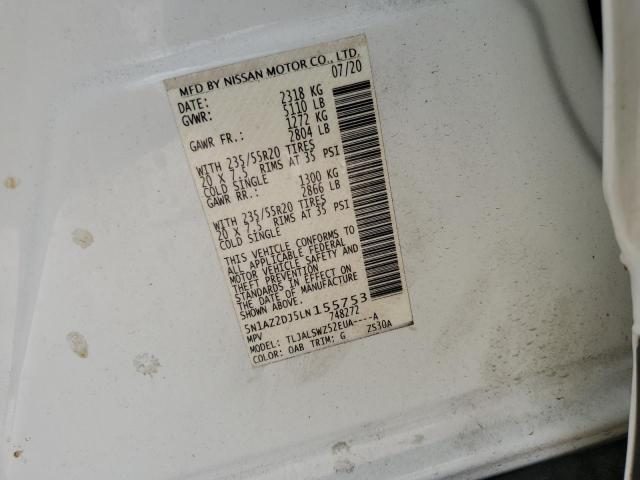 MFD BY NISSAN MOTOR CO., LTD.
DATE: 07/20
GVWR: 2318 KG
5110 LB
GAWR FR.: 1272 KG
2804 LB
WITH 235/55R20 TIRES
20 X 7.5 RIMS AT 35 PSI
COLD SINGLE
GAWR RR.: 1300 KG
2866 LB
WITH 235/55R20 TIRES
20 X 7.5 RIMS AT 35 PSI
COLD SINGLE
THIS VEHICLE CONFORMS TO
ALL APPLICABLE FEDERAL
MOTOR VEHICLE SAFETY AND
THEFT PREVENTION
STANDARDS IN EFFECT ON
THE DATE OF MANUFACTURE
SHOWN ABOVE.
5N1AZ2DJ5LN155753
MPV 748272
MODEL: TLJALSWZ52EUA----A
COLOR: QAB TRIM: G ZS30A